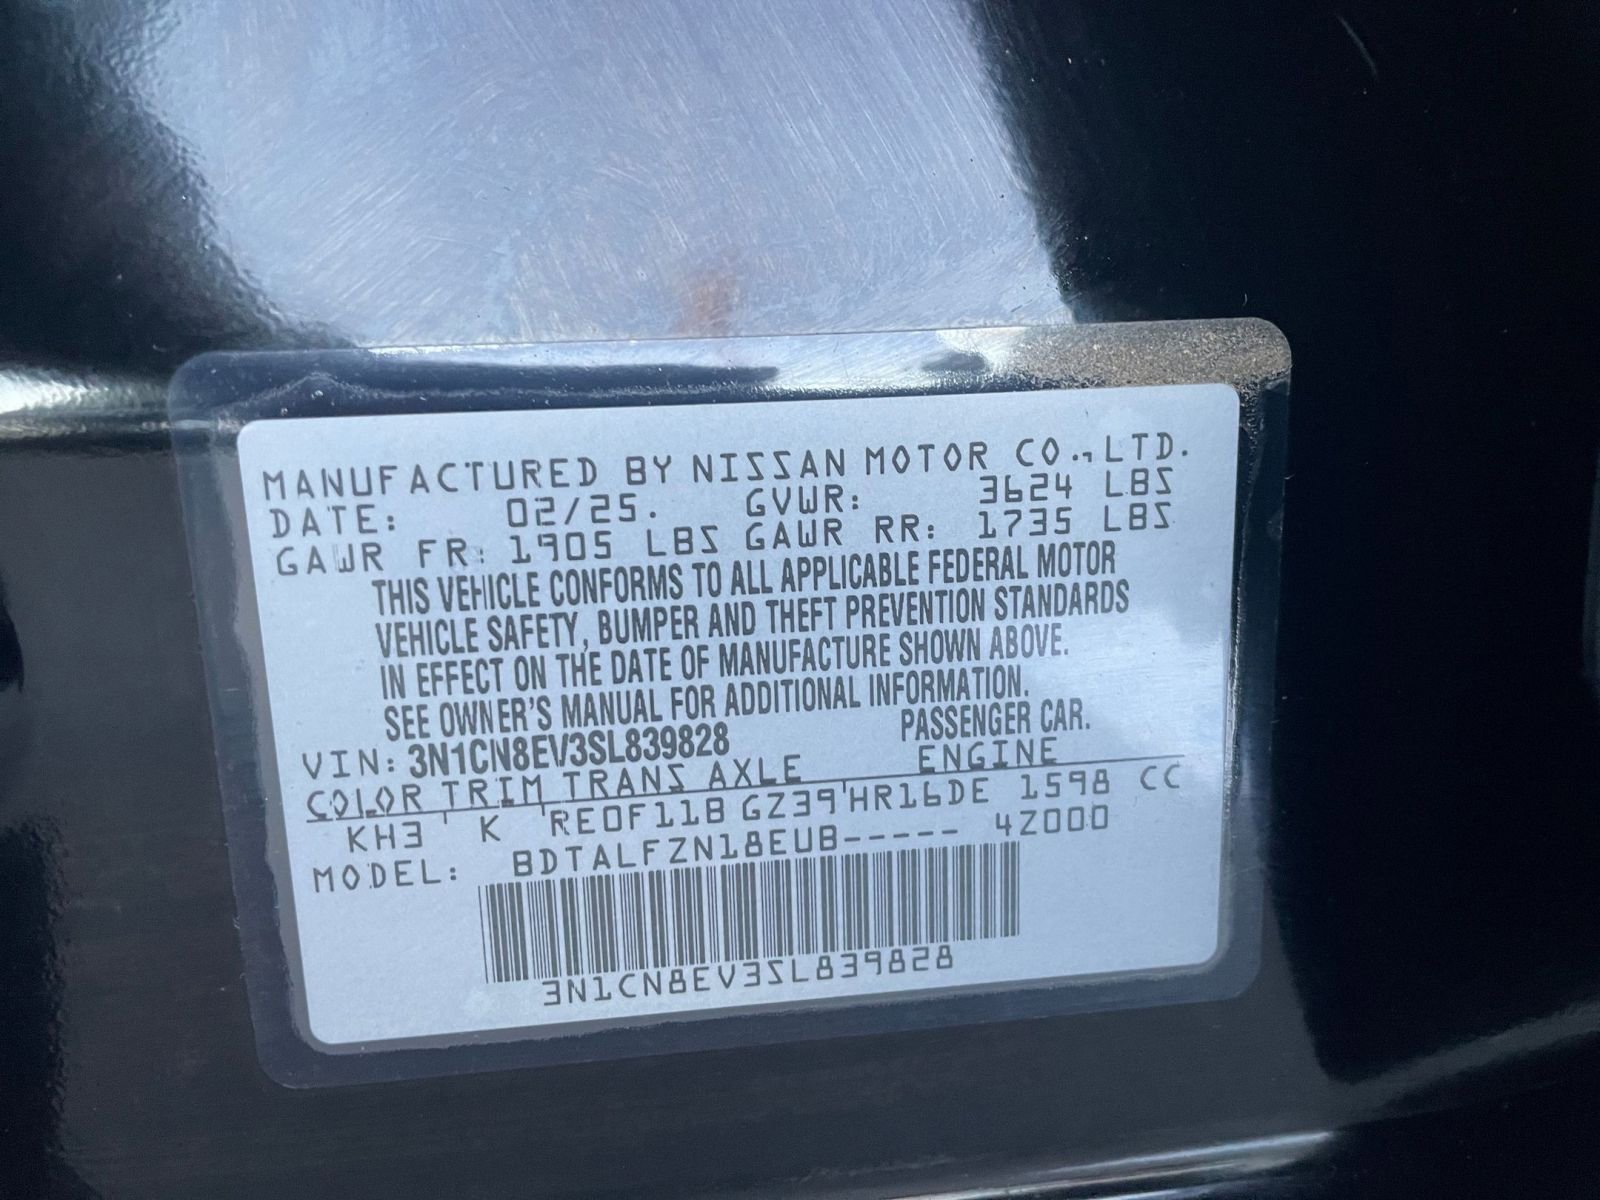 MANUFACTURED BY NISSAN MOTOR CO., LTD.
DATE: 02/25. GVWR: 3624 LBS
GAWR FR: 1905 LBS GAWR RR: 1735 LBS
THIS VEHICLE CONFORMS TO ALL APPLICABLE FEDERAL MOTOR
VEHICLE SAFETY, BUMPER AND THEFT PREVENTION STANDARDS
IN EFFECT ON THE DATE OF MANUFACTURE SHOWN ABOVE.
SEE OWNER'S MANUAL FOR ADDITIONAL INFORMATION.
VIN: 3N1CN8EV3SL839828 PASSENGER CAR.
COLOR TRIM TRANS AXLE ENGINE
KH3 K RE0F11B GZ39 HR16DE 1598 CC
MODEL: BDTALFZN18EUB----- 4Z000
3N1CN8EV3SL839828